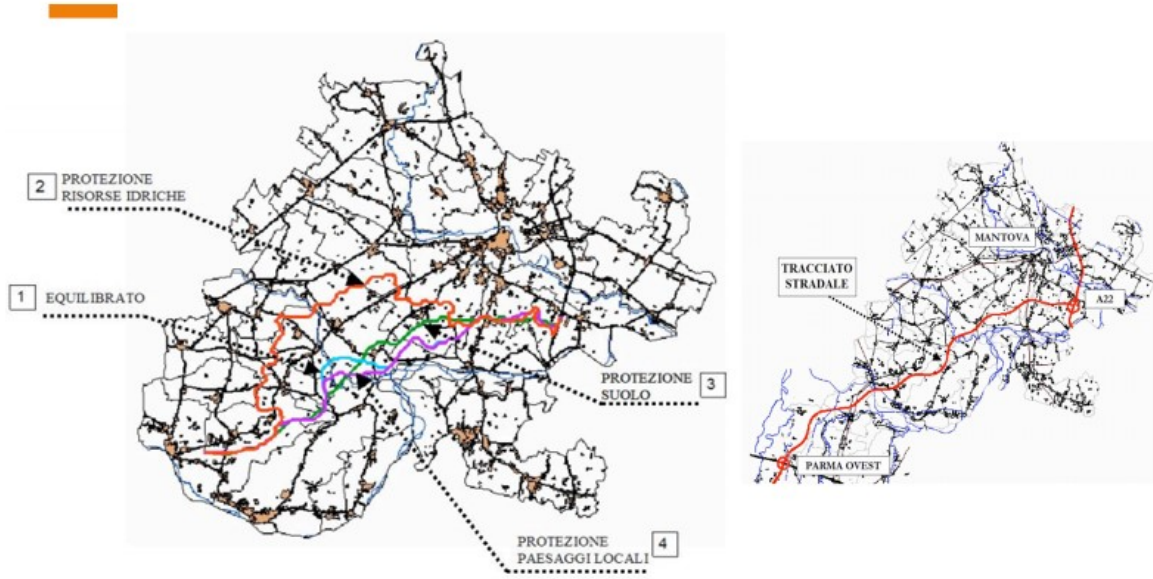 2
PROTEZIONE
RISORSE IDRICHE
1
EQUILIBRATO
PROTEZIONE
SUOLO
3
PROTEZIONE
PAESAGGI LOCALI
4
MANTOVA
TRACCIATO
STRADALE
A22
PARMA OVEST